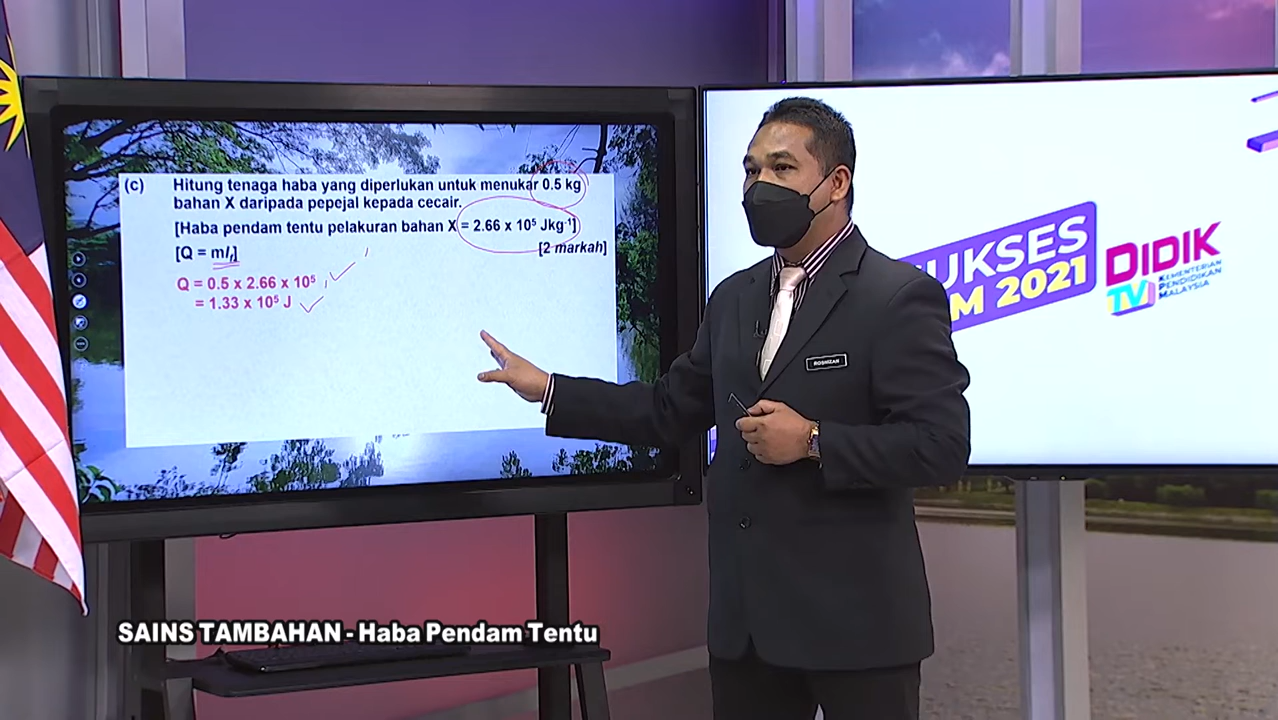 (c) Hitung tenaga haba yang diperlukan untuk menukar 0.5 kg
bahan X daripada pepejal kepada cecair.
[Haba pendam tentu pelakuran bahan X = 2.66 x 10⁵ Jkg⁻¹]
[Q = mlf] [2 markah]
Q = 0.5 x 2.66 x 10⁵
= 1.33 x 10⁵ J
UKSES
M 2021
DIDIK
TV
KEMENTERIAN
PENDIDIKAN
MALAYSIA
ROSHIZAN
SAINS TAMBAHAN - Haba Pendam Tentu